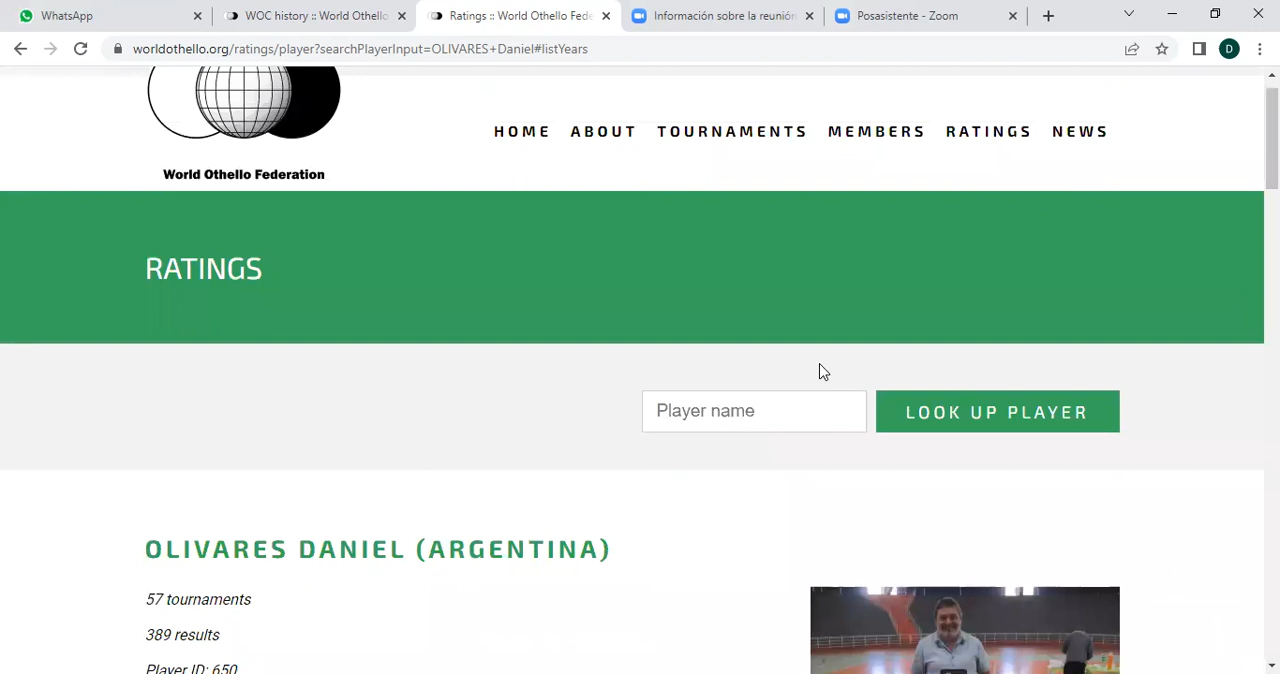 WhatsApp
WOC history :: World Othello
Ratings :: World Othello Fede
Información sobre la reunión
Posasistente - Zoom
worldothello.org/ratings/player?searchPlayerInput=OLIVARES+Daniel#listYears
D
World Othello Federation
HOME ABOUT TOURNAMENTS MEMBERS RATINGS NEWS
RATINGS
Player name
LOOK UP PLAYER
OLIVARES DANIEL (ARGENTINA)
57 tournaments
389 results
Player ID: 650